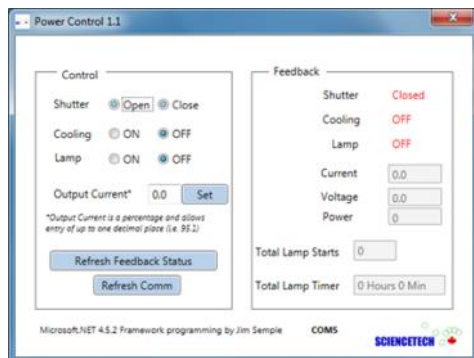 Power Control 1.1
Control
Shutter Open Close
Cooling ON OFF
Lamp ON OFF
Output Current* 0.0 Set
*Output Current is a percentage and allows
entry of up to one decimal place (i.e. 95.1)
Refresh Feedback Status
Refresh Comm
Feedback
Shutter Closed
Cooling OFF
Lamp OFF
Current 0.0
Voltage 0.0
Power 0
Total Lamp Starts 0
Total Lamp Timer 0 Hours 0 Min
Microsoft.NET 4.5.2 Framework programming by Jim Semple COM5
SCIENCETECH